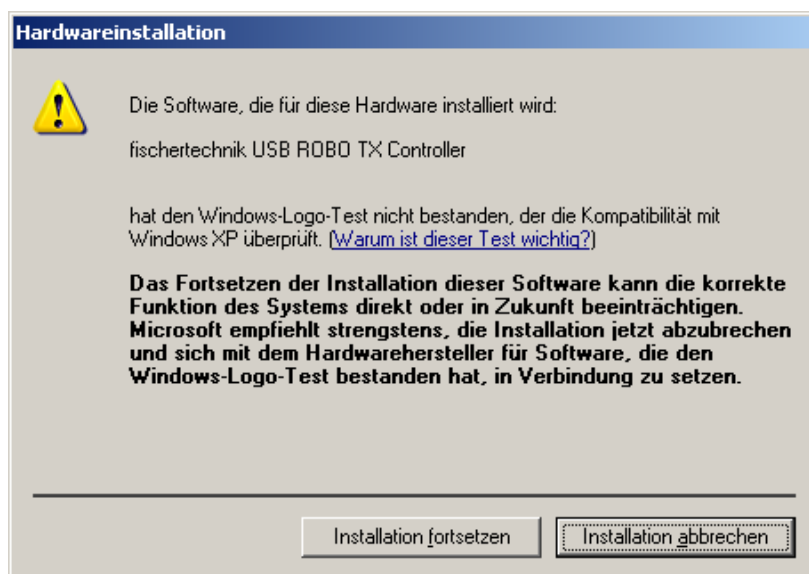 Hardwareinstallation
Die Software, die für diese Hardware installiert wird:
fischertechnik USB ROBO TX Controller
hat den Windows-Logo-Test nicht bestanden, der die Kompatibilität mit
Windows XP überprüft. (Warum ist dieser Test wichtig?)
Das Fortsetzen der Installation dieser Software kann die korrekte
Funktion des Systems direkt oder in Zukunft beeinträchtigen.
Microsoft empfiehlt strengstens, die Installation jetzt abzubrechen
und sich mit dem Hardwarehersteller für Software, die den
Windows-Logo-Test bestanden hat, in Verbindung zu setzen.
Installation fortsetzen
Installation abbrechen